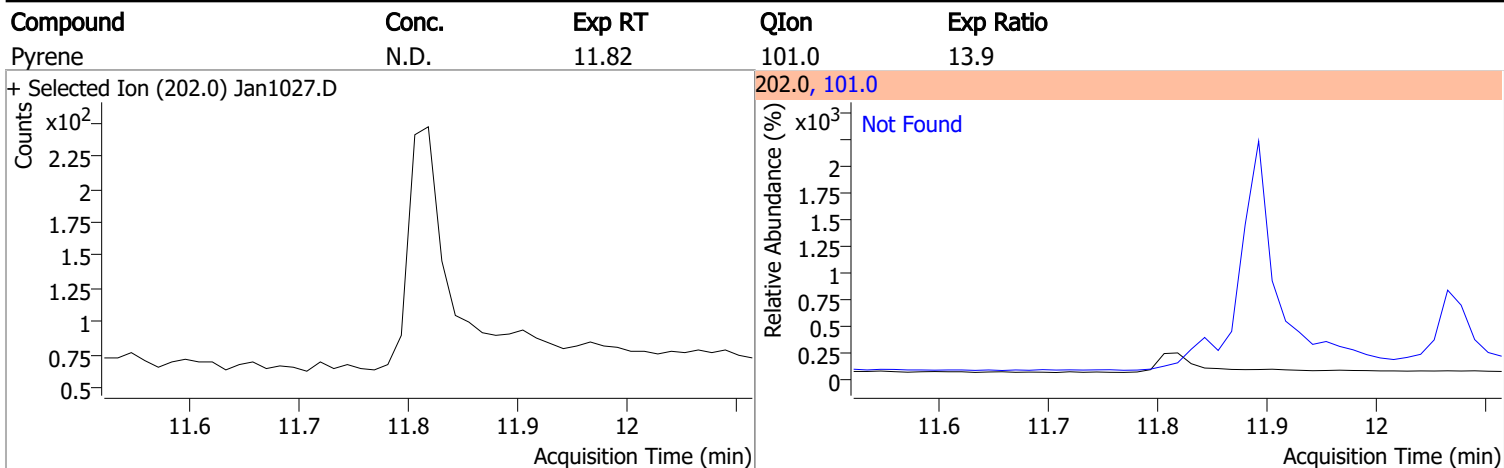 Compound Conc. Exp RT QIon Exp Ratio
Pyrene N.D. 11.82 101.0 13.9
+ Selected Ion (202.0) Jan1027.D
Counts
x10²
2.25
2
1.75
1.5
1.25
1
0.75
0.5
11.6 11.7 11.8 11.9 12
Acquisition Time (min)
202.0, 101.0
Relative Abundance (%)
x10³
Not Found
2
1.75
1.5
1.25
1
0.75
0.5
0.25
0
11.6 11.7 11.8 11.9 12
Acquisition Time (min)